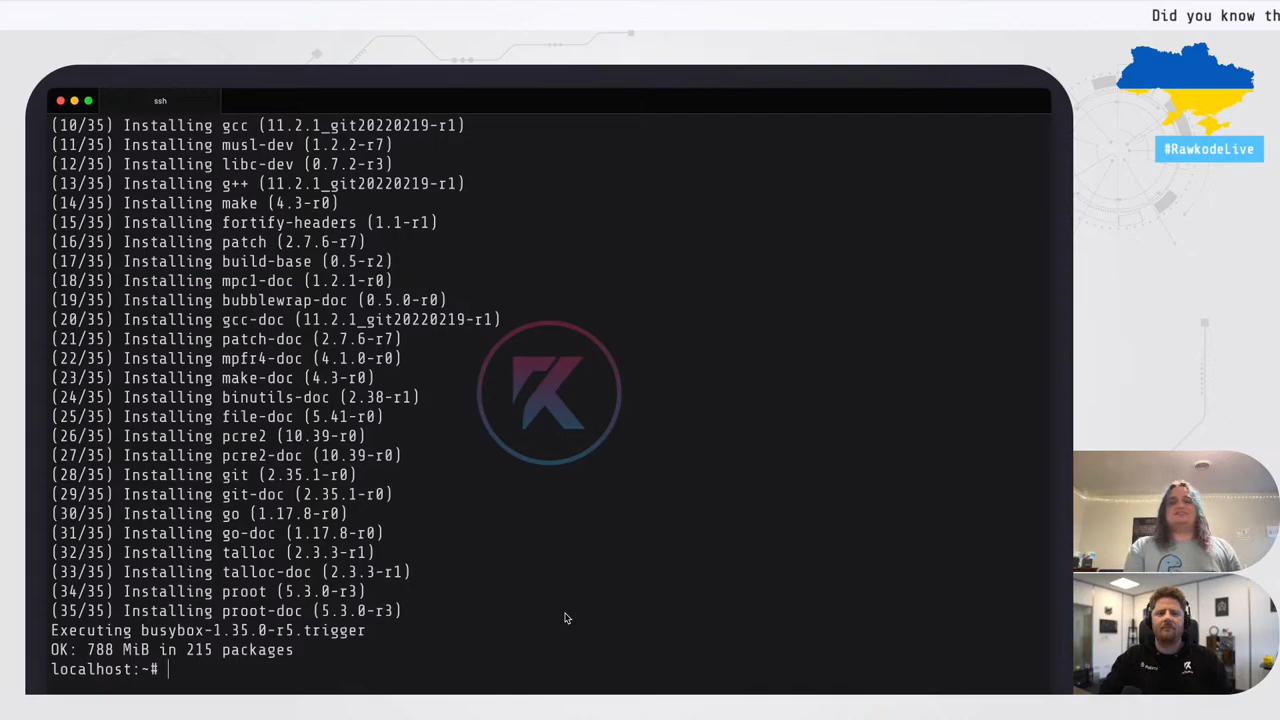 Did you know th
ssh
#RawkodeLive
(10/35) Installing gcc (11.2.1_git20220219-r1)
(11/35) Installing musl-dev (1.2.2-r7)
(12/35) Installing libc-dev (0.7.2-r3)
(13/35) Installing g++ (11.2.1_git20220219-r1)
(14/35) Installing make (4.3-r0)
(15/35) Installing fortify-headers (1.1-r1)
(16/35) Installing patch (2.7.6-r7)
(17/35) Installing build-base (0.5-r2)
(18/35) Installing mpc1-doc (1.2.1-r0)
(19/35) Installing bubblewrap-doc (0.5.0-r0)
(20/35) Installing gcc-doc (11.2.1_git20220219-r1)
(21/35) Installing patch-doc (2.7.6-r7)
(22/35) Installing mpfr4-doc (4.1.0-r0)
(23/35) Installing make-doc (4.3-r0)
(24/35) Installing binutils-doc (2.38-r1)
(25/35) Installing file-doc (5.41-r0)
(26/35) Installing pcre2 (10.39-r0)
(27/35) Installing pcre2-doc (10.39-r0)
(28/35) Installing git (2.35.1-r0)
(29/35) Installing git-doc (2.35.1-r0)
(30/35) Installing go (1.17.8-r0)
(31/35) Installing go-doc (1.17.8-r0)
(32/35) Installing talloc (2.3.3-r1)
(33/35) Installing talloc-doc (2.3.3-r1)
(34/35) Installing proot (5.3.0-r3)
(35/35) Installing proot-doc (5.3.0-r3)
Executing busybox-1.35.0-r5.trigger
OK: 788 MiB in 215 packages
localhost:~#